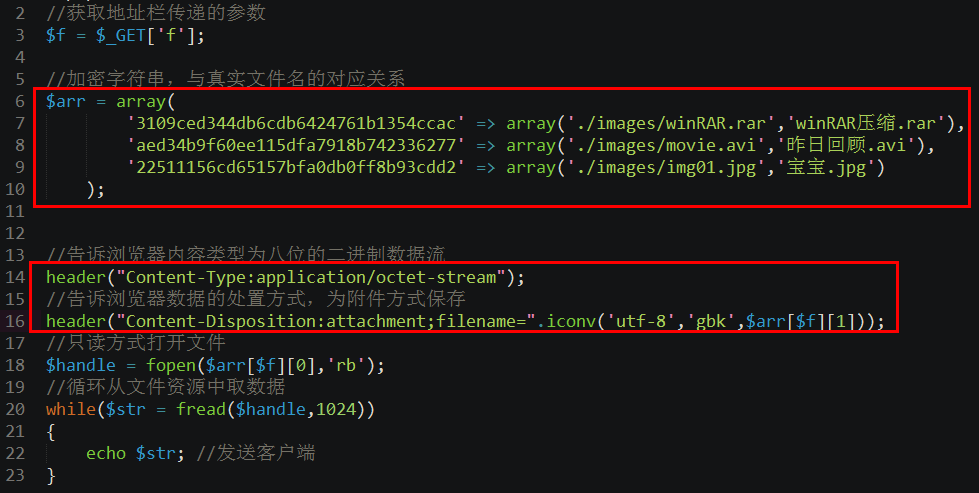 2 //获取地址栏传递的参数
3 $f = $_GET['f'];
4
5 //加密字符串，与真实文件名的对应关系
6 $arr = array(
7 '3109ced344db6cdb6424761b1354ccac' => array('./images/winRAR.rar','winRAR压缩.rar'),
8 'aed34b9f60ee115dfa7918b742336277' => array('./images/movie.avi','昨日回顾.avi'),
9 '22511156cd65157bfa0db0ff8b93cdd2' => array('./images/img01.jpg','宝宝.jpg')
10 );
11
12
13 //告诉浏览器内容类型为八位的二进制数据流
14 header("Content-Type:application/octet-stream");
15 //告诉浏览器数据的处置方式，为附件方式保存
16 header("Content-Disposition:attachment;filename=".iconv('utf-8','gbk',$arr[$f][1]));
17 //只读方式打开文件
18 $handle = fopen($arr[$f][0],'rb');
19 //循环从文件资源中取数据
20 while($str = fread($handle,1024))
21 {
22 echo $str; //发送客户端
23 }